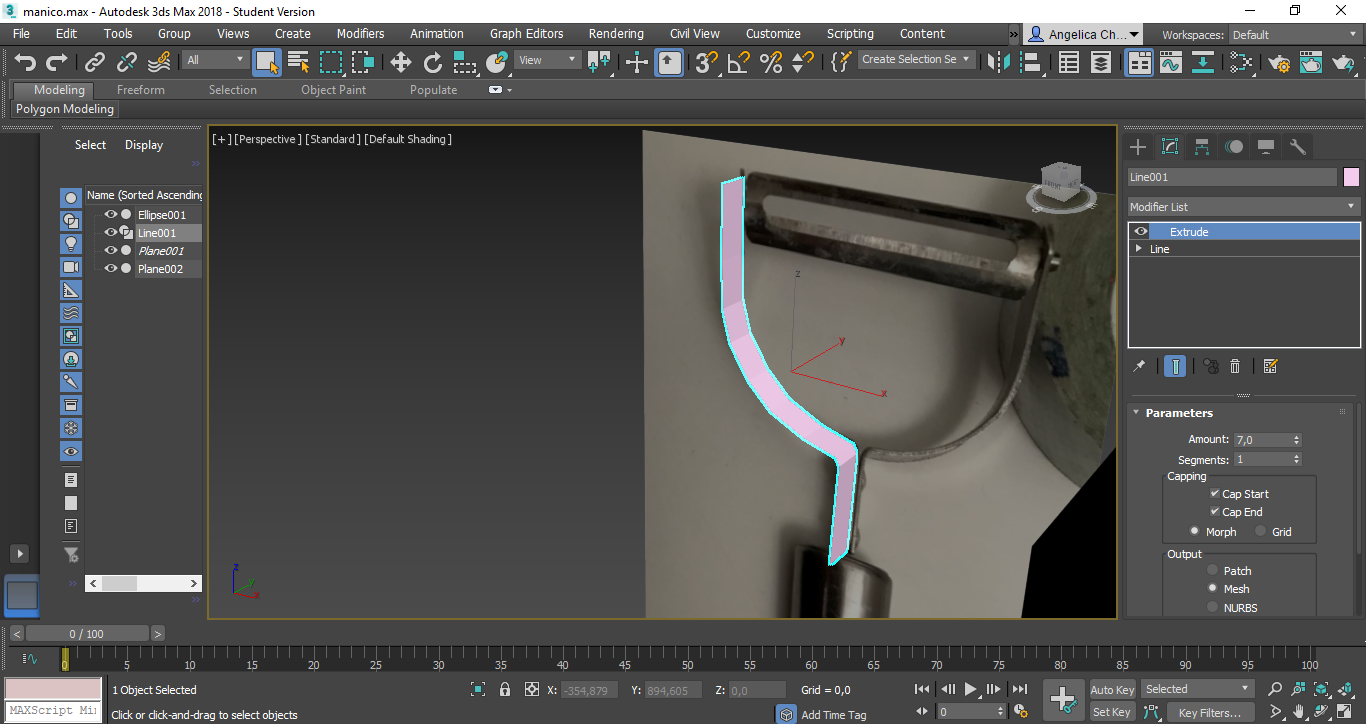 manico.max - Autodesk 3ds Max 2018 - Student Version
File Edit Tools Group Views Create Modifiers Animation Graph Editors Rendering Civil View Customize Scripting Content » Angelica Ch... Workspaces: Default
All View Create Selection Se
Modeling Freeform Selection Object Paint Populate
Polygon Modeling
[+] [Perspective] [Standard] [Default Shading]
Select Display
Name (Sorted Ascending
Ellipse001
Line001
Plane001
Plane002
FRONT
z
y
x
z
y
x
Line001
Modifier List
Extrude
Line
Parameters
Amount: 7,0
Segments: 1
Capping
Cap Start
Cap End
Morph Grid
Output
Patch
Mesh
NURBS
< 0 / 100 >
0 5 10 15 20 25 30 35 40 45 50 55 60 65 70 75 80 85 90 95 100
1 Object Selected X: -354,879 Y: 894,605 Z: 0,0 Grid = 0,0 Auto Key Selected
MAXScript Mi Click or click-and-drag to select objects Add Time Tag 0 Set Key Key Filters...